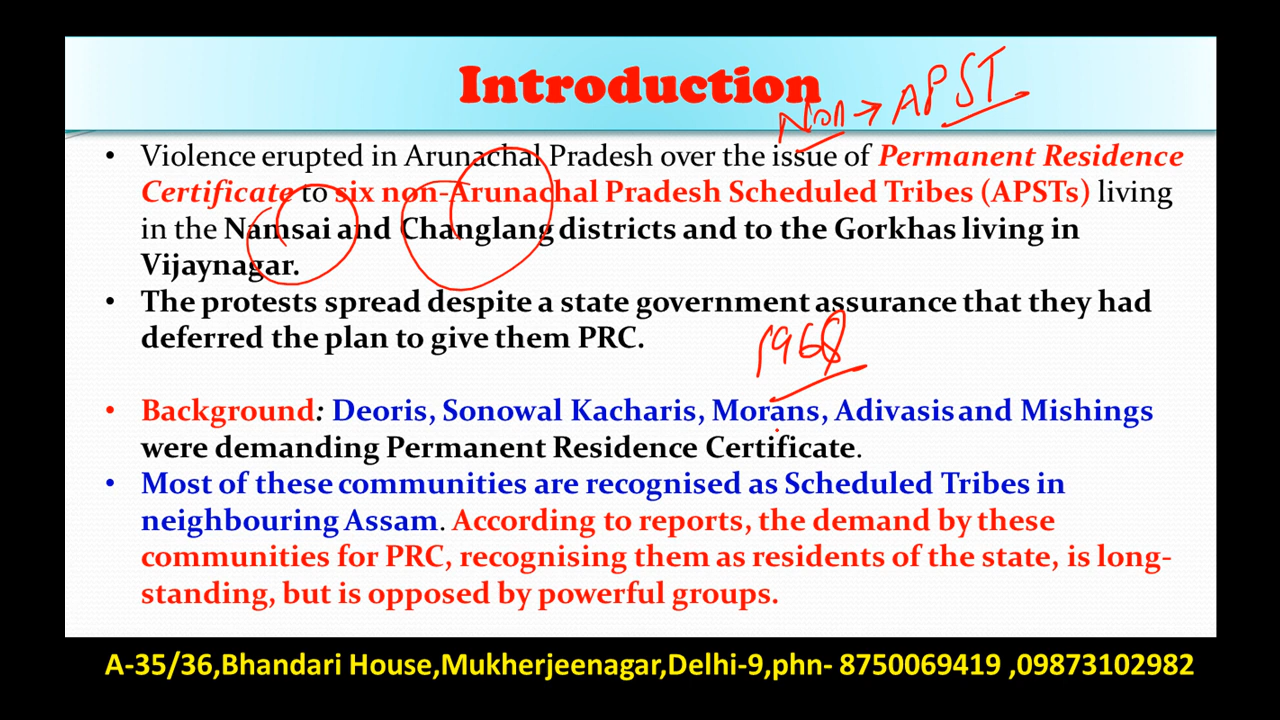 Introduction
Non → APST
• Violence erupted in Arunachal Pradesh over the issue of Permanent Residence
Certificate to six non-Arunachal Pradesh Scheduled Tribes (APSTs) living
in the Namsai and Changlang districts and to the Gorkhas living in
Vijaynagar.
• The protests spread despite a state government assurance that they had
deferred the plan to give them PRC.
1968
• Background: Deoris, Sonowal Kacharis, Morans, Adivasis and Mishings
were demanding Permanent Residence Certificate.
• Most of these communities are recognised as Scheduled Tribes in
neighbouring Assam. According to reports, the demand by these
communities for PRC, recognising them as residents of the state, is long-
standing, but is opposed by powerful groups.
A-35/36,Bhandari House,Mukherjeenagar,Delhi-9,phn- 8750069419 ,09873102982